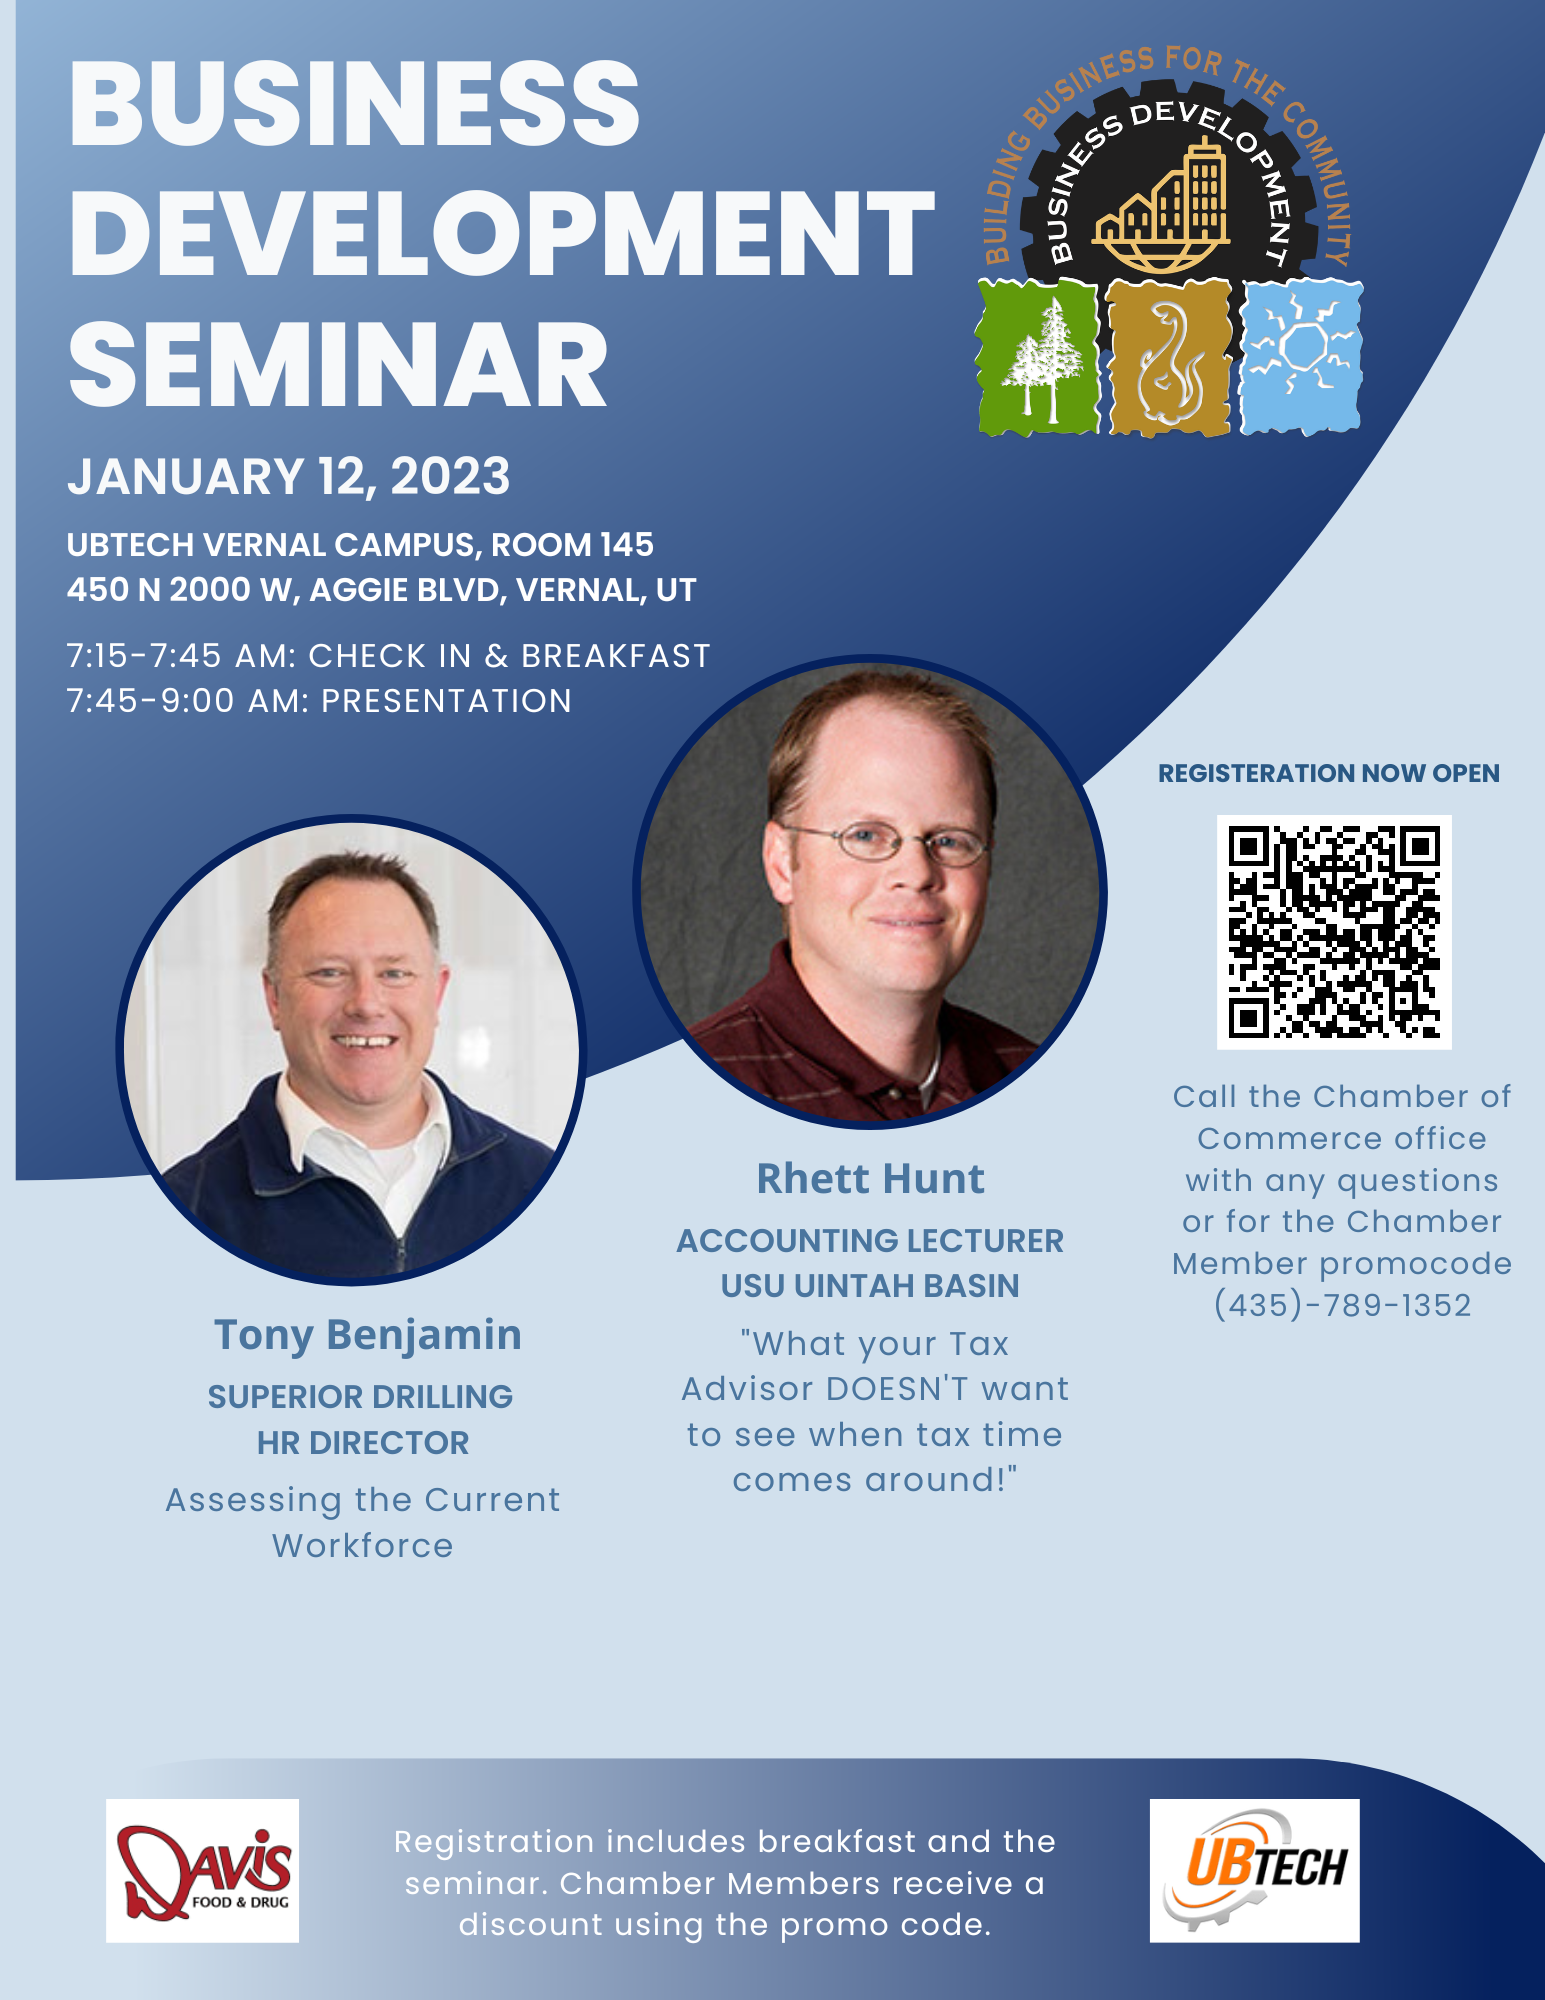 BUSINESS
DEVELOPMENT
SEMINAR
BUILDING BUSINESS FOR THE COMMUNITY
BUSINESS DEVELOPMENT
JANUARY 12, 2023
UBTECH VERNAL CAMPUS, ROOM 145
450 N 2000 W, AGGIE BLVD, VERNAL, UT
7:15-7:45 AM: CHECK IN & BREAKFAST
7:45-9:00 AM: PRESENTATION
Tony Benjamin
SUPERIOR DRILLING
HR DIRECTOR
Assessing the Current
Workforce
Rhett Hunt
ACCOUNTING LECTURER
USU UINTAH BASIN
"What your Tax
Advisor DOESN'T want
to see when tax time
comes around!"
REGISTERATION NOW OPEN
Call the Chamber of
Commerce office
with any questions
or for the Chamber
Member promocode
(435)-789-1352
DAVIS
FOOD & DRUG
Registration includes breakfast and the
seminar. Chamber Members receive a
discount using the promo code.
UBTECH